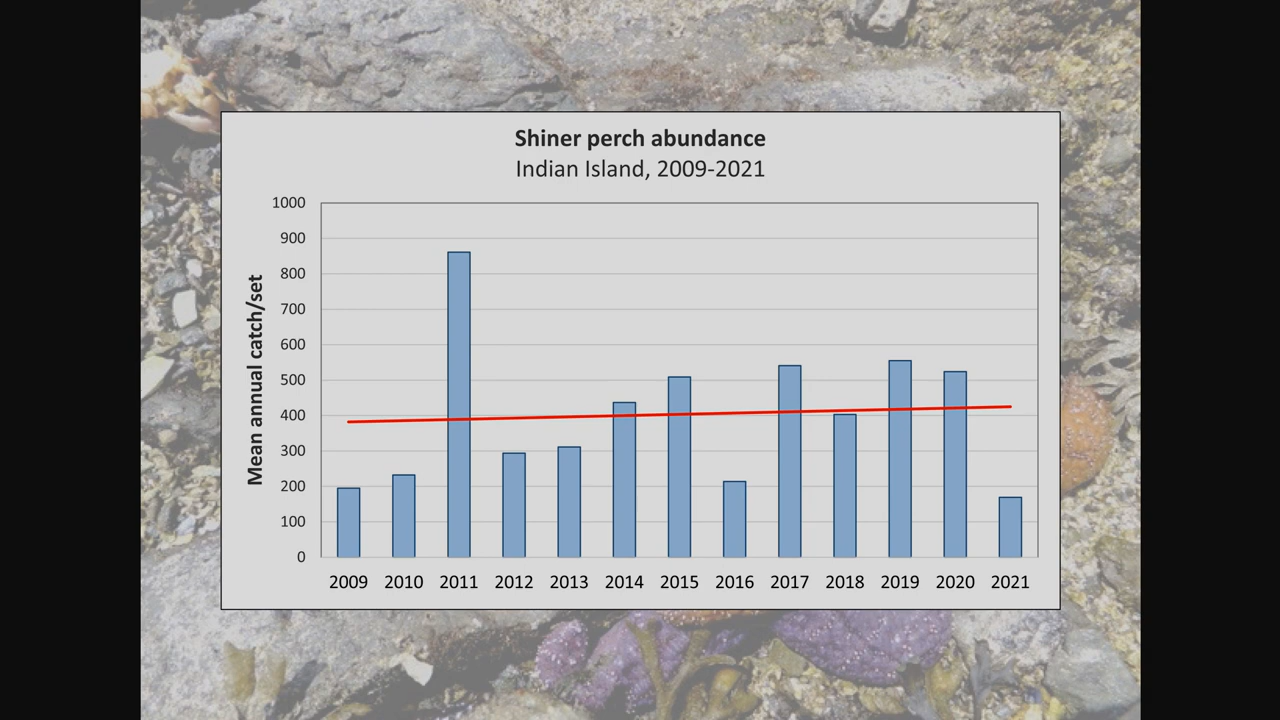 Shiner perch abundance
Indian Island, 2009-2021
Mean annual catch/set
1000
900
800
700
600
500
400
300
200
100
0
2009 2010 2011 2012 2013 2014 2015 2016 2017 2018 2019 2020 2021